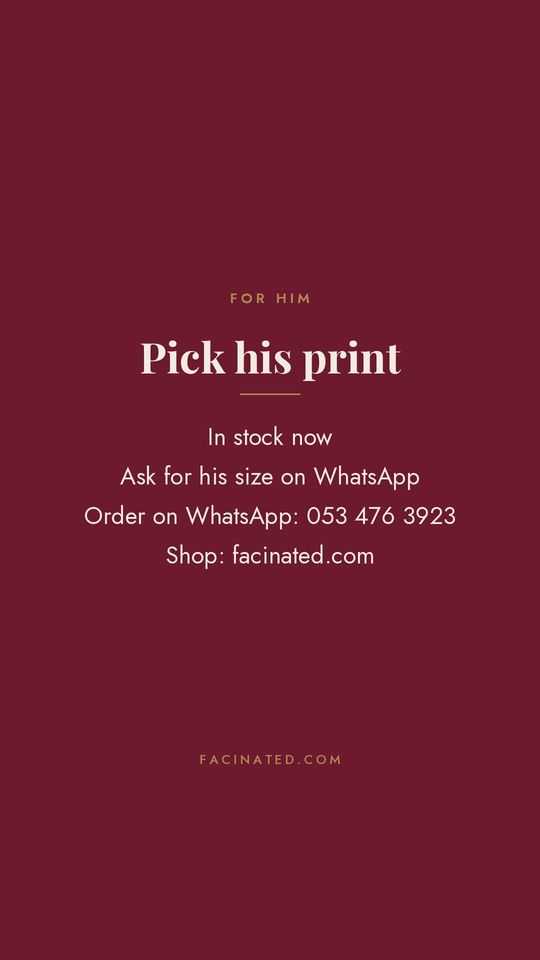 FOR HIM
Pick his print
In stock now
Ask for his size on WhatsApp
Order on WhatsApp: 053 476 3923
Shop: facinated.com
FACINATED.COM